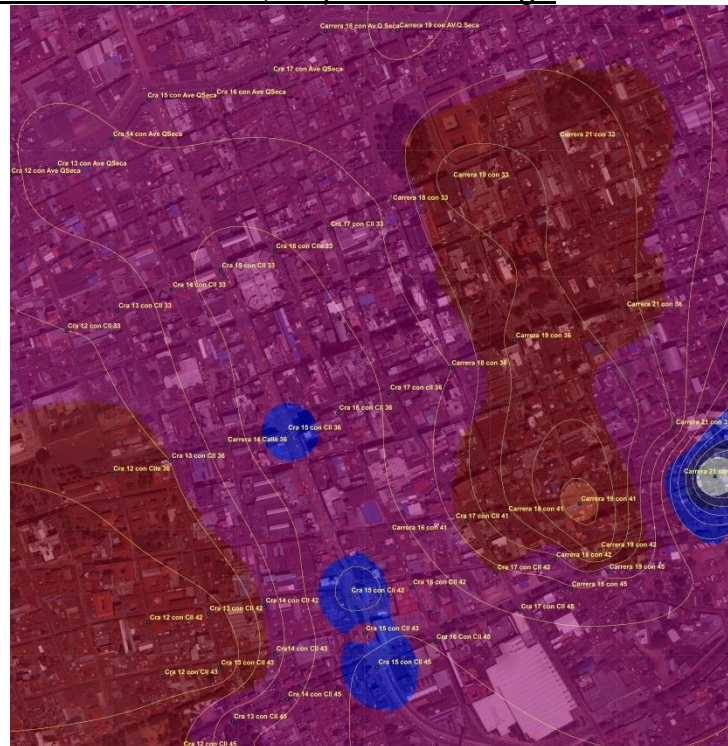 Carrera 18 con Av.Q Seca
Carrera 19 con AV.Q Seca
Cra 17 con Ave QSeca
Cra 15 con Ave QSeca
Cra 16 con Ave QSeca
Cra 14 con Ave QSeca
Carrera 21 con 33
Cra 13 con Ave QSeca
Cra 12 con Ave QSeca
Carrera 19 con 33
Carrera 18 con 33
Cra 17 con Cll 33
Cra 16 con Clle 33
Cra 15 con Cll 33
Cra 14 con Cll 33
Cra 13 con Cll 33
Carrera 21 con 36
Cra 12 con Cll 33
Carrera 19 con 36
Carrera 18 con 36
Cra 17 con cll 36
Cra 16 con Cll 36
Carrera 21 con
Cra 15 con Cll 36
Carrera 14 Calle 36
Cra 13 con Cll 36
Cra 12 con Clle 36
Carrera 21 con
Carrera 19 con 41
Carrera 18 con 41
Cra 17 con Cll 41
Carrera 16 con 41
Carrera 19 con 42
Carrera 18 con 42
Carrera 19 con 45
Cra 17 con Cll 42
Cra 16 con Cll 42
Carrera 18 con 45
Cra 15 con Cll 42
Cra 14 con Cll 42
Cra 17 con Cll 45
Cra 13 con Cll 42
Cra 12 con Cll 42
Cra 15 con Cll 43
Cra 16 Con Cll 45
Cra14 con Cll 43
Cra 15 con Cll 45
Cra 13 con Cll 43
Cra 12 con Cll 43
Cra 14 con Cll 45
Cra 13 con Cll 45
Cra 12 con Cll 45